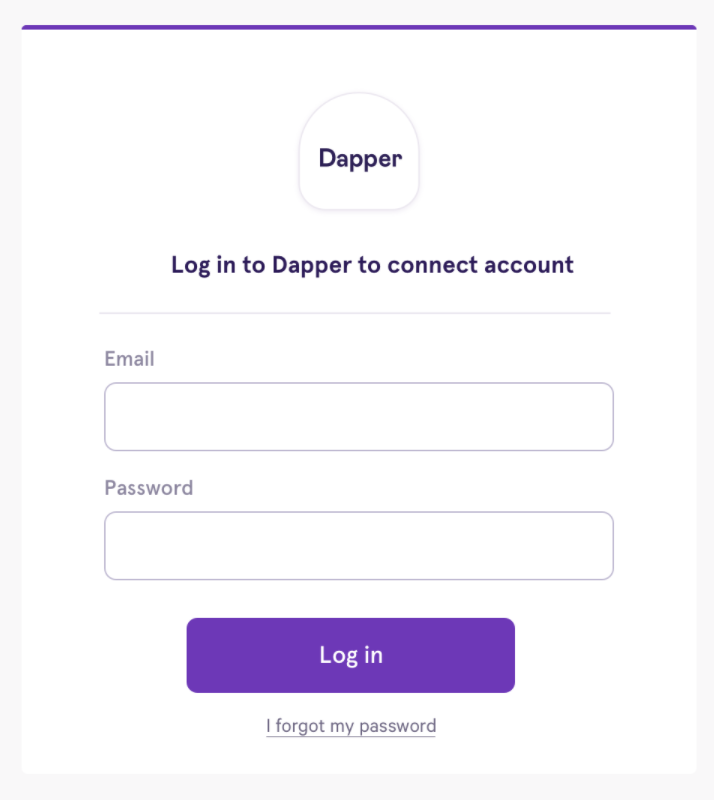 Dapper
Log in to Dapper to connect account
Email
Password
Log in
I forgot my password